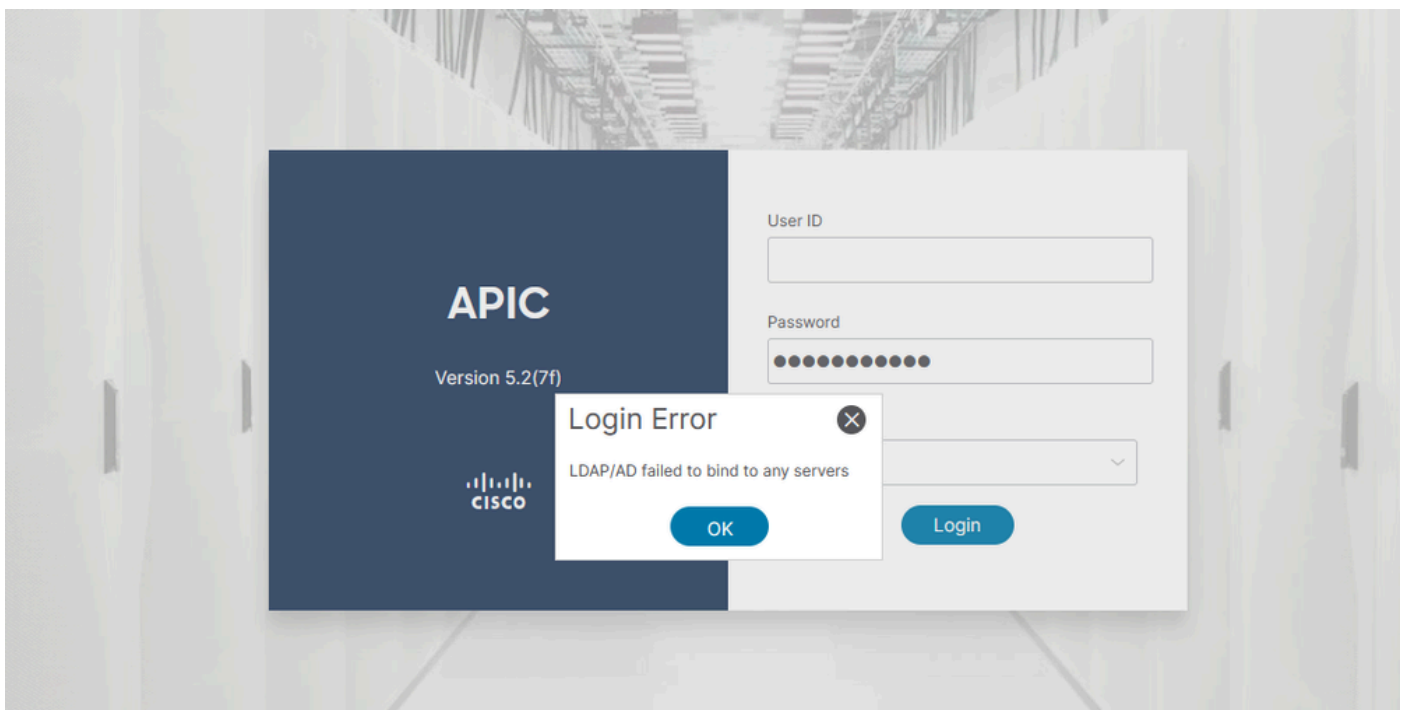 APIC
Version 5.2(7f)
CISCO
User ID
Password
Login Error
LDAP/AD failed to bind to any servers
OK
Login